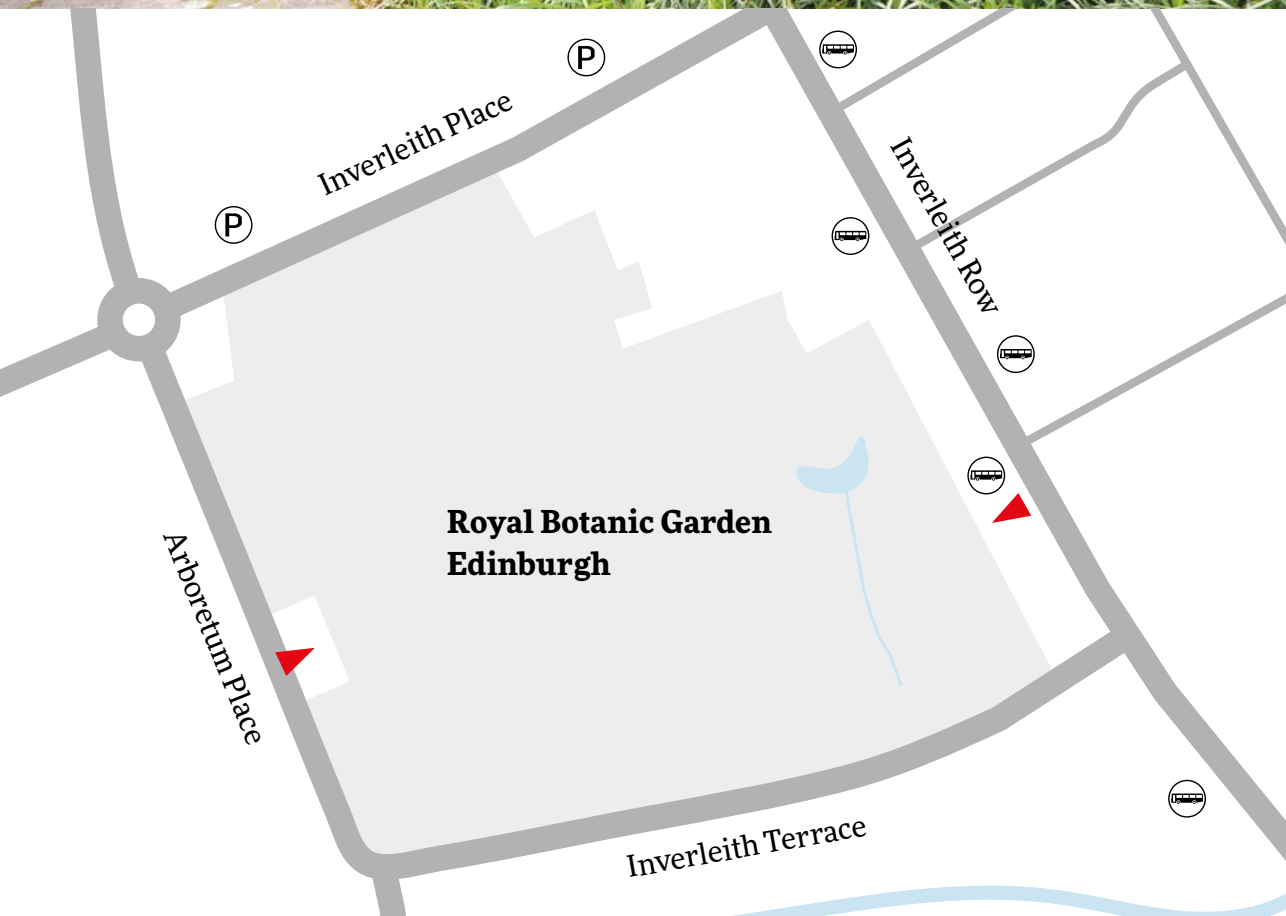 P
Inverleith Place
P
Inverleith Row
Royal Botanic Garden
Edinburgh
Arboretum Place
Inverleith Terrace